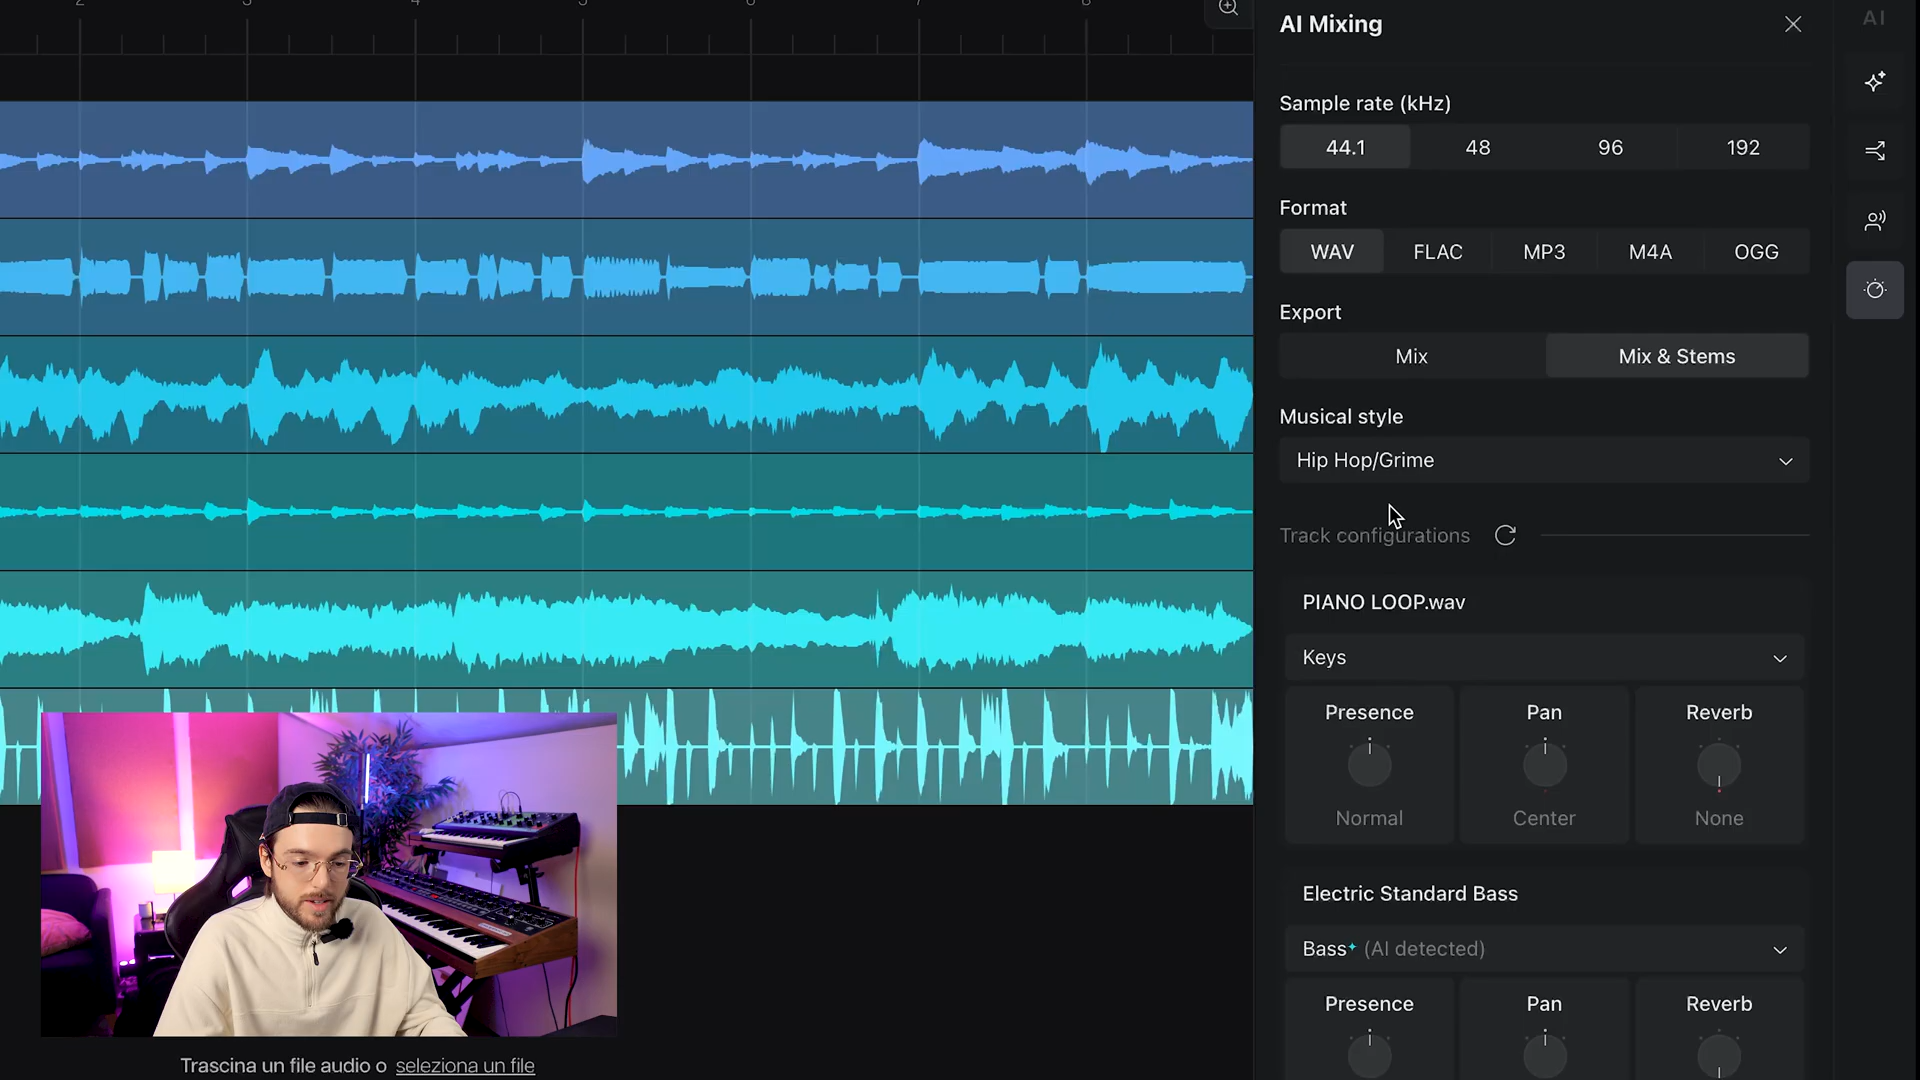 AI Mixing
AI
Sample rate (kHz)
44.1 48 96 192
Format
WAV FLAC MP3 M4A OGG
Export
Mix Mix & Stems
Musical style
Hip Hop/Grime
Track configurations
PIANO LOOP.wav
Keys
Presence Pan Reverb
Normal Center None
Electric Standard Bass
Bass (AI detected)
Presence Pan Reverb
Trascina un file audio o seleziona un file